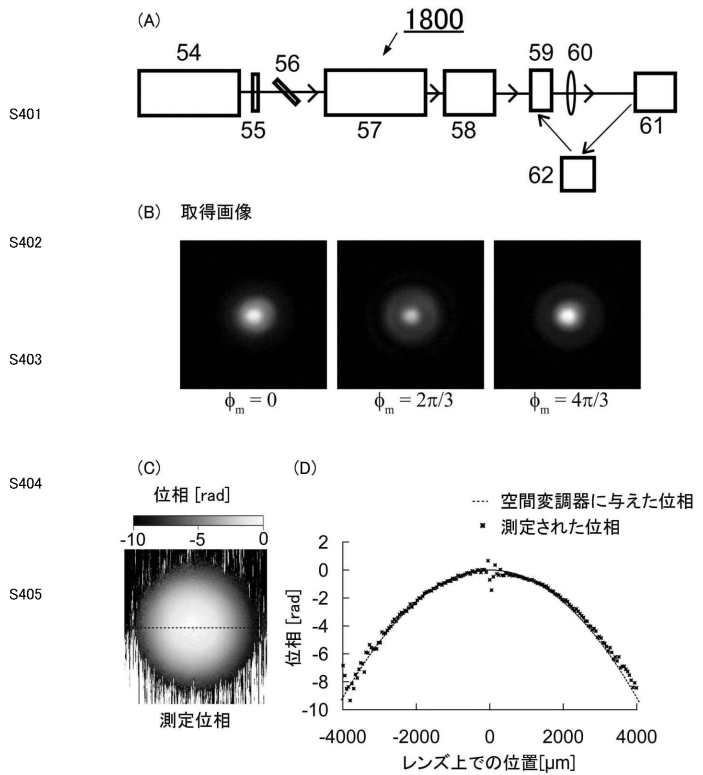 (A)
1800
54
55
56
57
58
59
60
61
62
S401
(B) 取得画像
S402
S403
ϕm = 0
ϕm = 2π/3
ϕm = 4π/3
(C)
位相 [rad]
-10 -5 0
測定位相
S404
S405
(D)
空間変調器に与えた位相
測定された位相
位相 [rad]
2
0
-2
-4
-6
-8
-10
-4000 -2000 0 2000 4000
レンズ上での位置[µm]